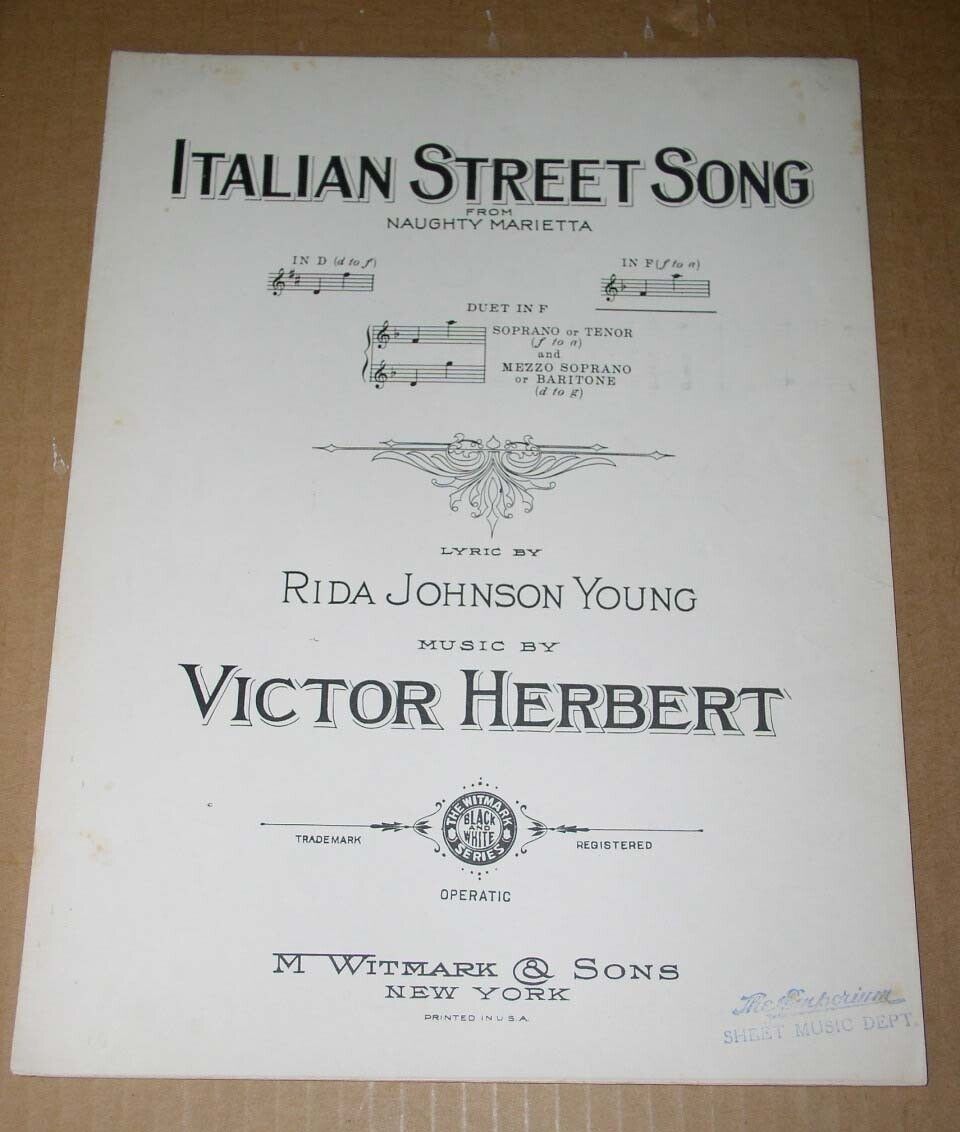 ITALIAN STREET SONG
FROM
NAUGHTY MARIETTA
IN D (d to f)
IN F (f to a)
DUET IN F
SOPRANO or TENOR
(f to a)
and
MEZZO SOPRANO
or BARITONE
(d to g)
LYRIC BY
RIDA JOHNSON YOUNG
MUSIC BY
VICTOR HERBERT
THE WITMARK
BLACK
AND
WHITE
SERIES
TRADEMARK
REGISTERED
OPERATIC
M WITMARK & SONS
NEW YORK
PRINTED IN U.S.A.
The Emporium
SHEET MUSIC DEPT.